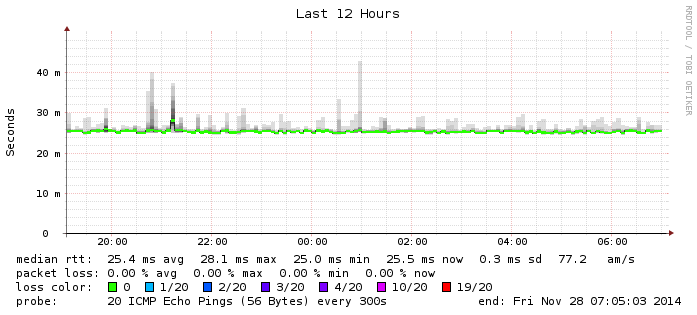 Last 12 Hours
RRDTOOL / TOBI OETIKER
Seconds
40 m
30 m
20 m
10 m
0
20:00 22:00 00:00 02:00 04:00 06:00
median rtt: 25.4 ms avg 28.1 ms max 25.0 ms min 25.5 ms now 0.3 ms sd 77.2 am/s
packet loss: 0.00 % avg 0.00 % max 0.00 % min 0.00 % now
loss color: 0 1/20 2/20 3/20 4/20 10/20 19/20
probe: 20 ICMP Echo Pings (56 Bytes) every 300s end: Fri Nov 28 07:05:03 2014